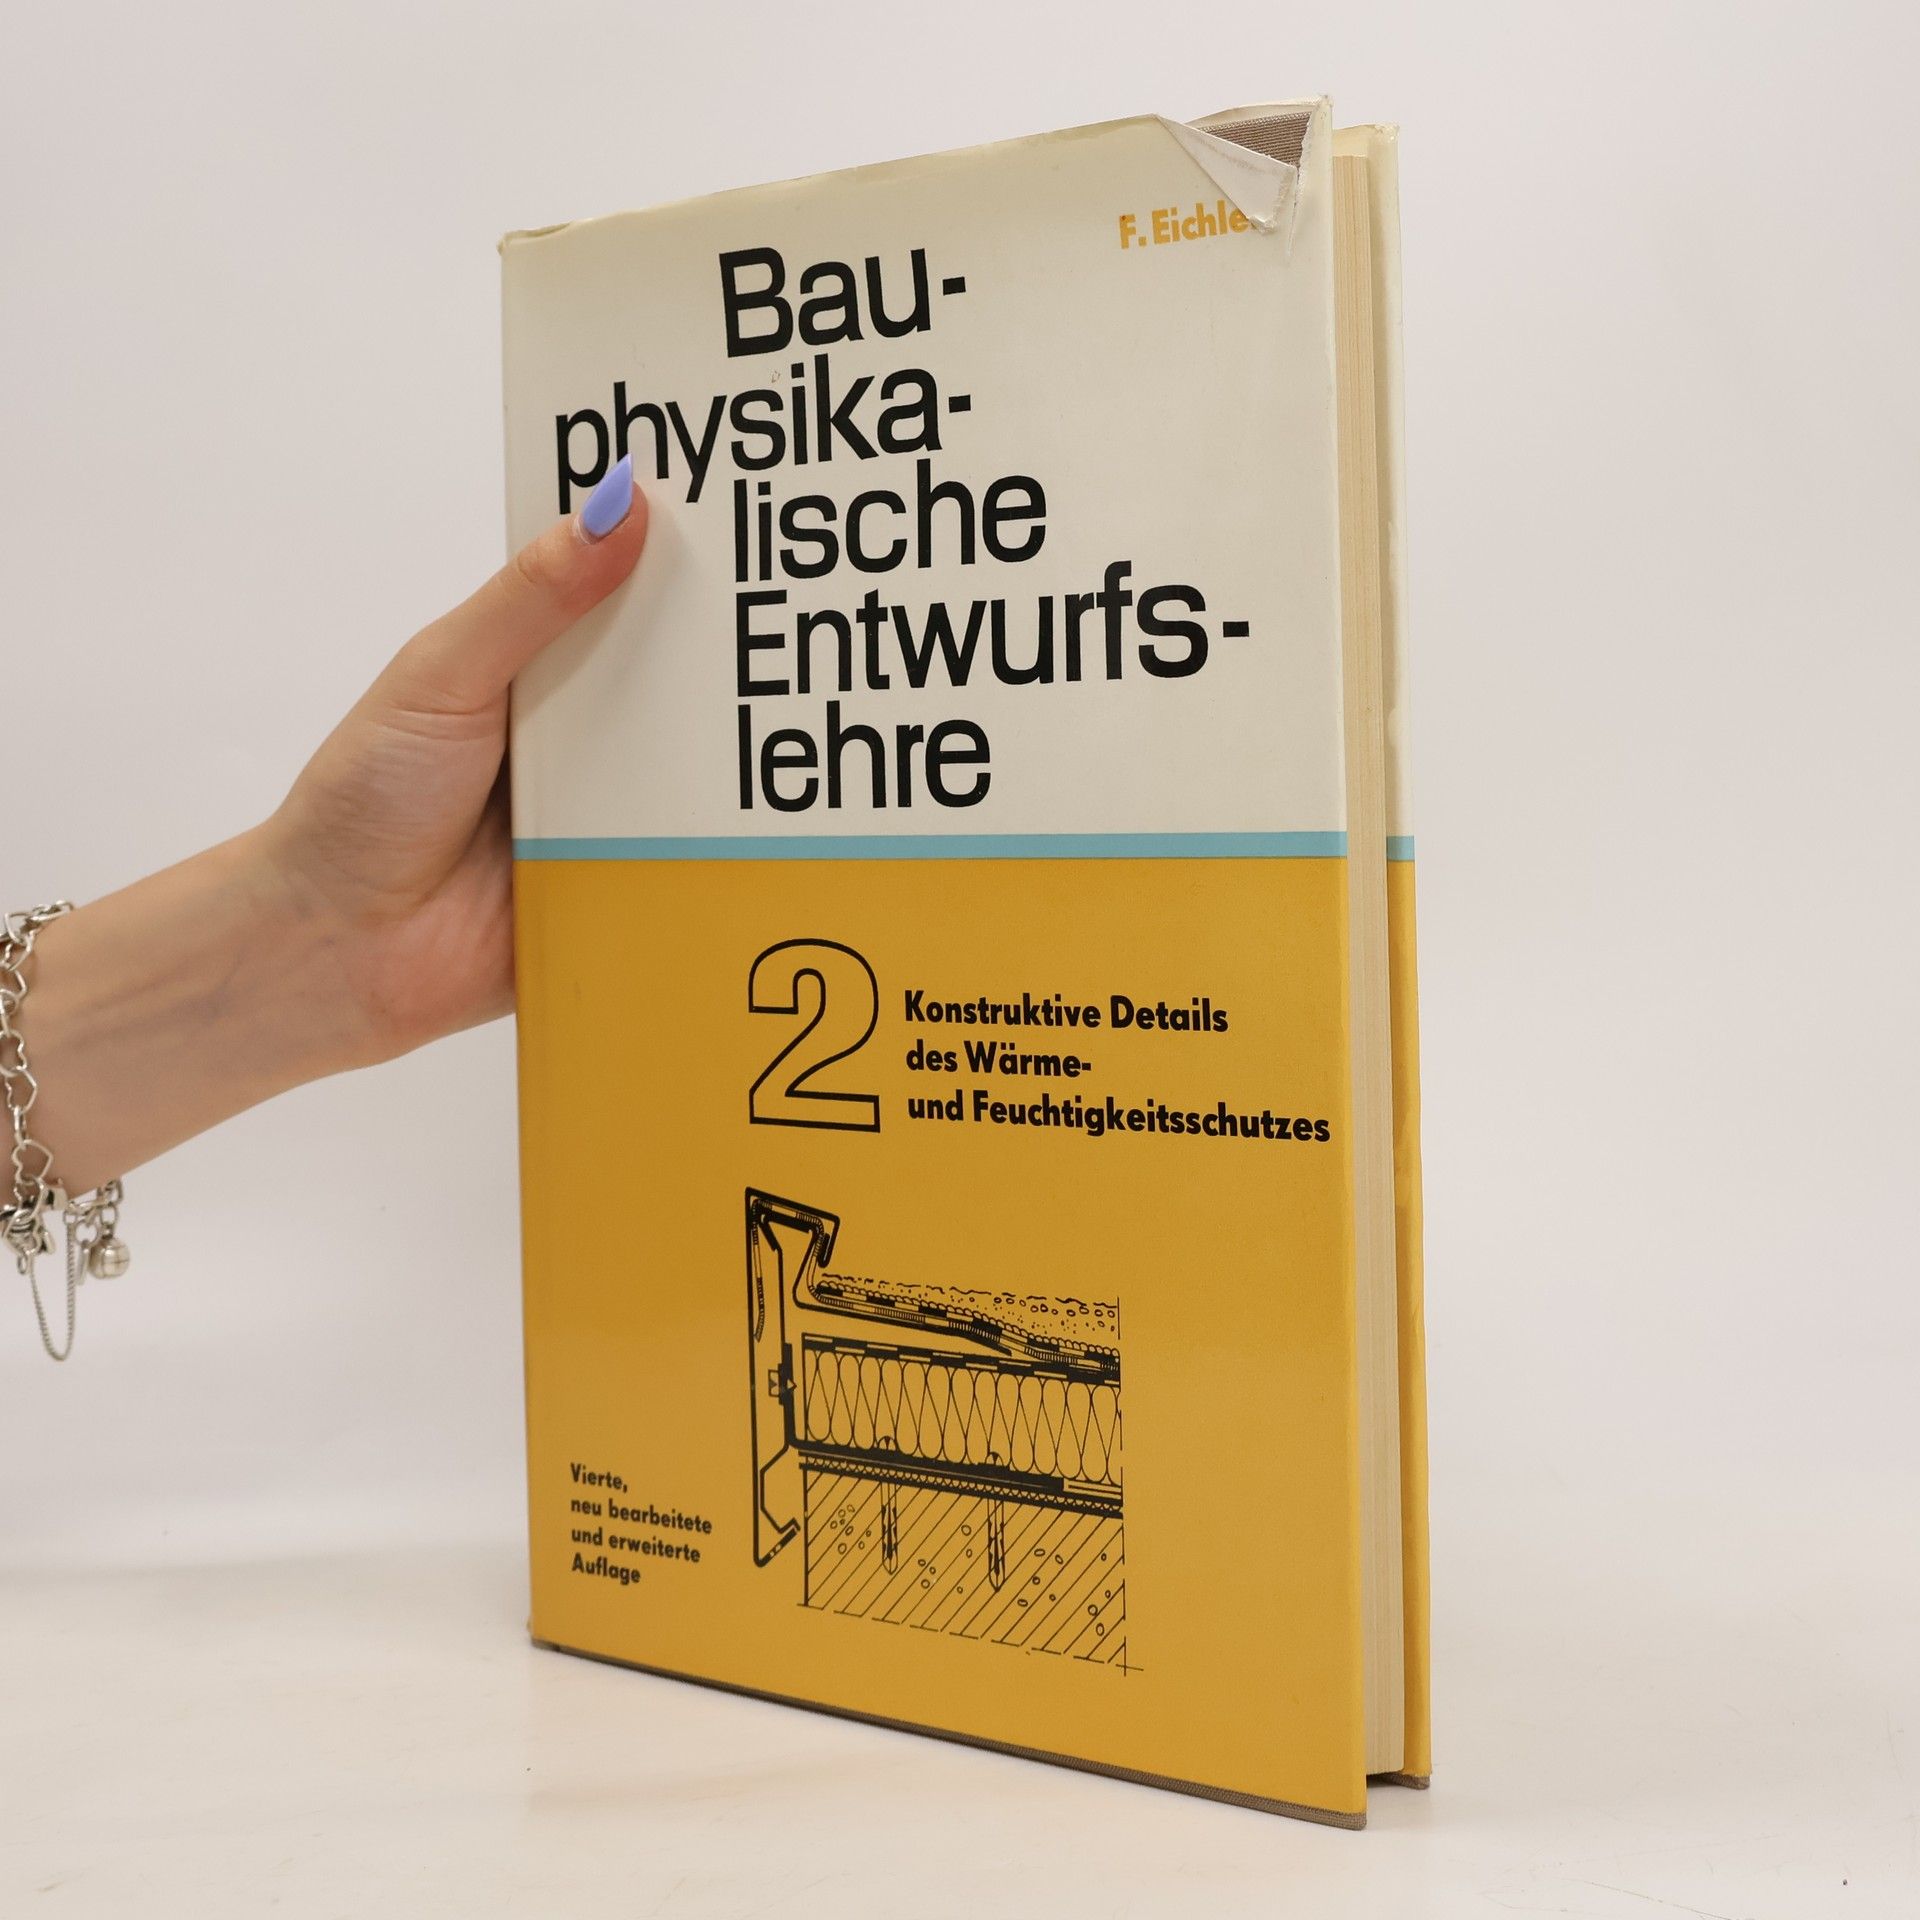 F. Eichle
Bau-
physika-
lische
Entwurfs-
lehre
2
Konstruktive Details
des Wärme-
und Feuchtigkeitsschutzes
Vierte,
neu bearbeitete
und erweiterte
Auflage